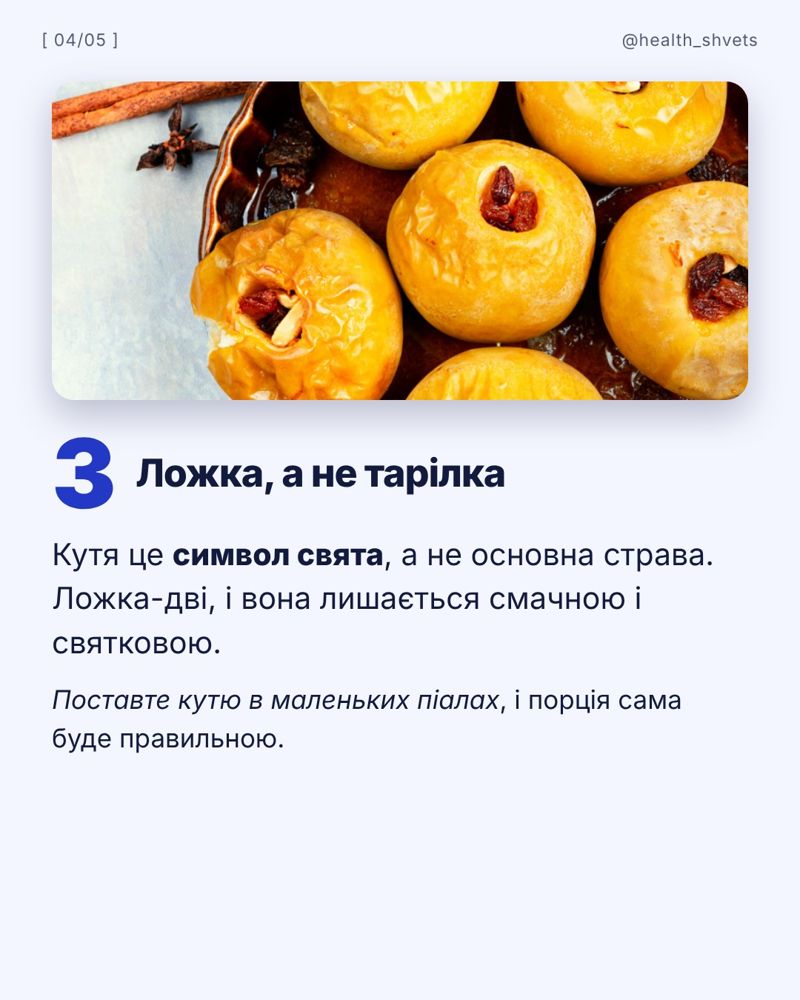 [ 04/05 ]
@health_shvets
3 Ложка, а не тарілка
Кутя це символ свята, а не основна страва.
Ложка-дві, і вона лишається смачною і
святковою.
Поставте кутю в маленьких піалах, і порція сама
буде правильною.